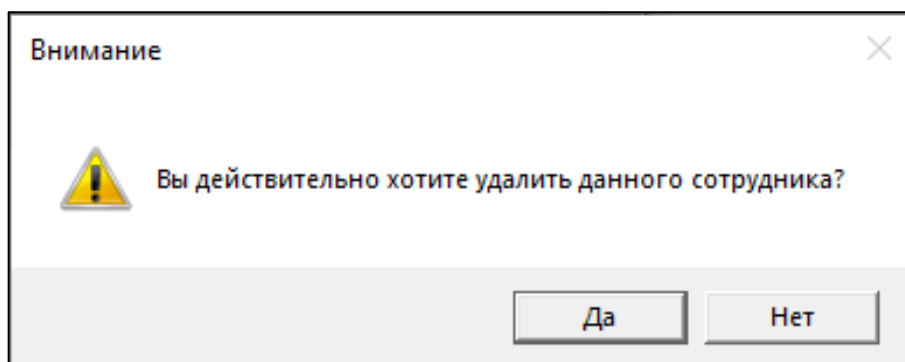 Внимание
Вы действительно хотите удалить данного сотрудника?
Да
Нет